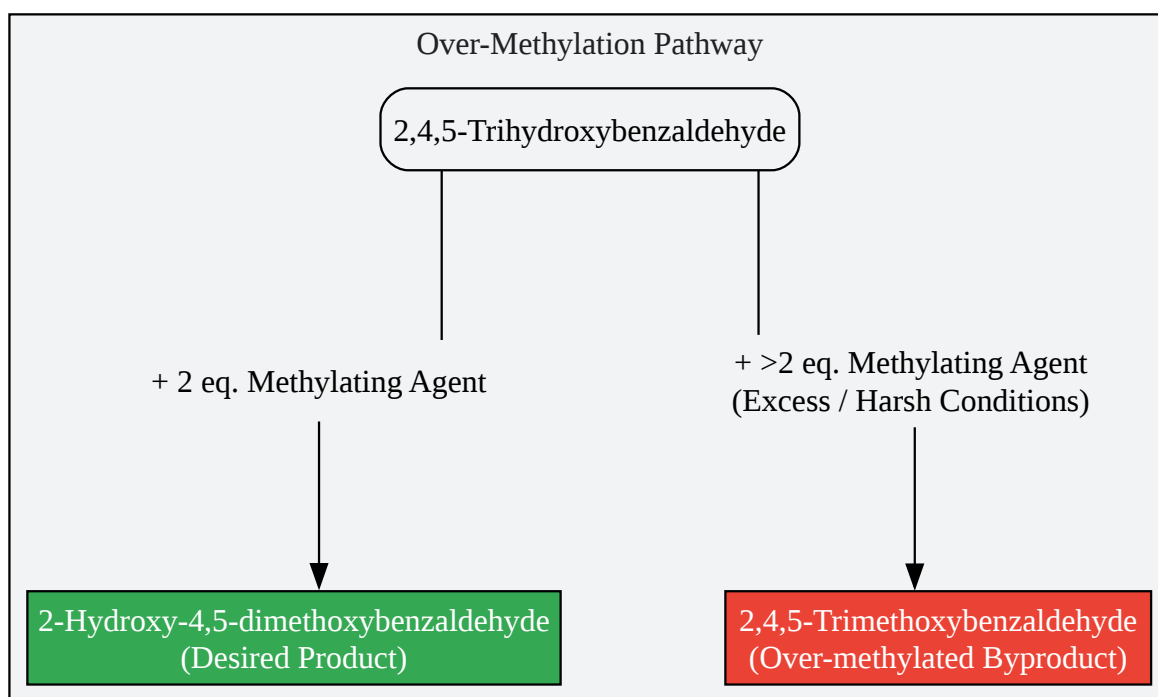 Over-Methylation Pathway
2,4,5-Trihydroxybenzaldehyde
+ 2 eq. Methylating Agent
+ >2 eq. Methylating Agent
(Excess / Harsh Conditions)
2-Hydroxy-4,5-dimethoxybenzaldehyde
(Desired Product)
2,4,5-Trimethoxybenzaldehyde
(Over-methylated Byproduct)